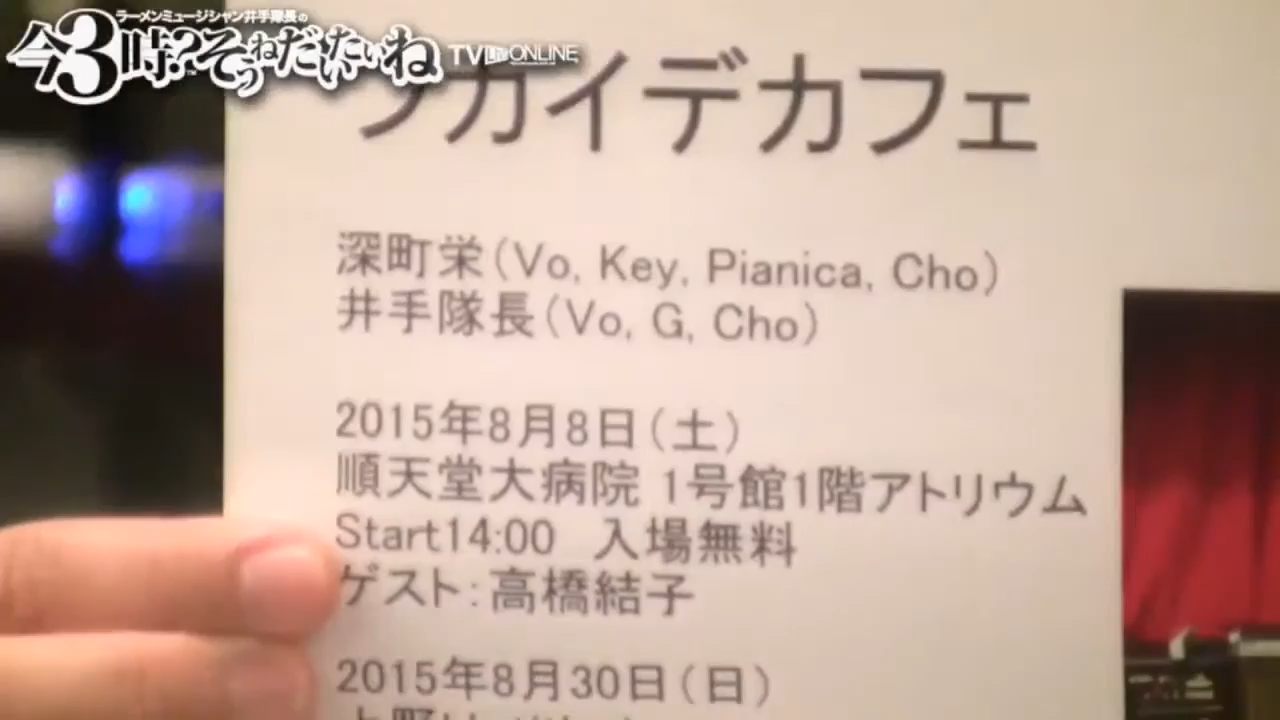 ラーメンミュージシャン井手隊長の
今3時?そうねだいたいね
TV Live ONLINE
カイデカフェ
深町栄(Vo, Key, Pianica, Cho)
井手隊長(Vo, G, Cho)
2015年8月8日(土)
順天堂大病院 1号館1階アトリウム
Start14:00 入場無料
ゲスト:高橋結子
2015年8月30日(日)